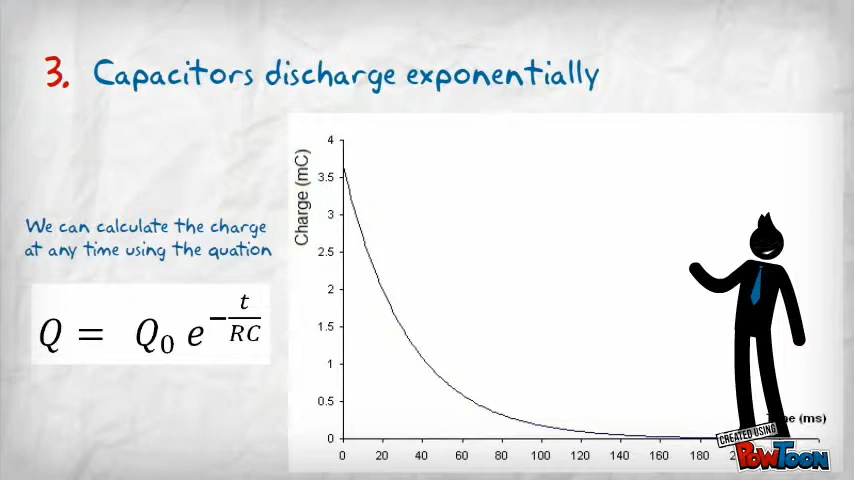 3. Capacitors discharge exponentially
We can calculate the charge
at any time using the quation
Q = Q₀ e^(-t/RC)
Charge (mC)
4
3.5
3
2.5
2
1.5
1
0.5
0
0 20 40 60 80 100 120 140 160 180
(ms)
CREATED USING
POWTOON